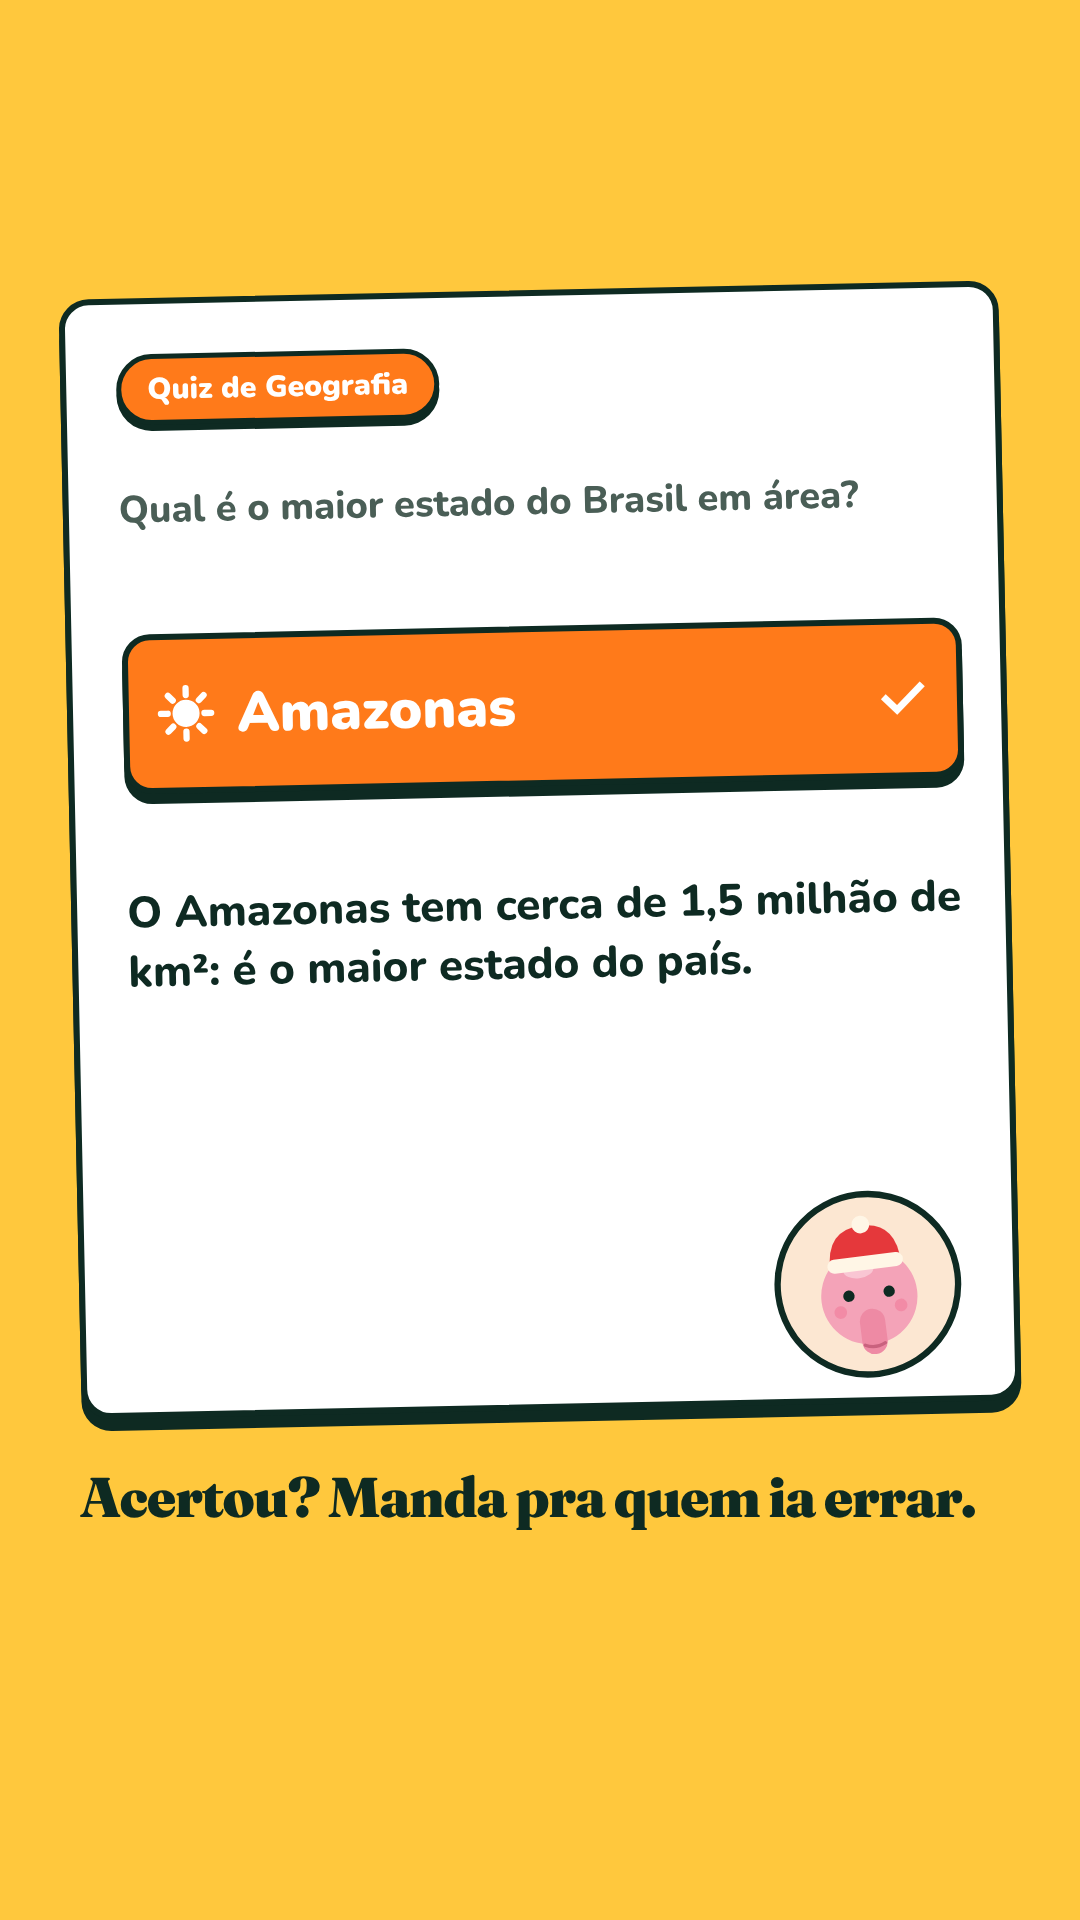 Quiz de Geografia
Qual é o maior estado do Brasil em área?
Amazonas
O Amazonas tem cerca de 1,5 milhão de
km²: é o maior estado do país.
Acertou? Manda pra quem ia errar.